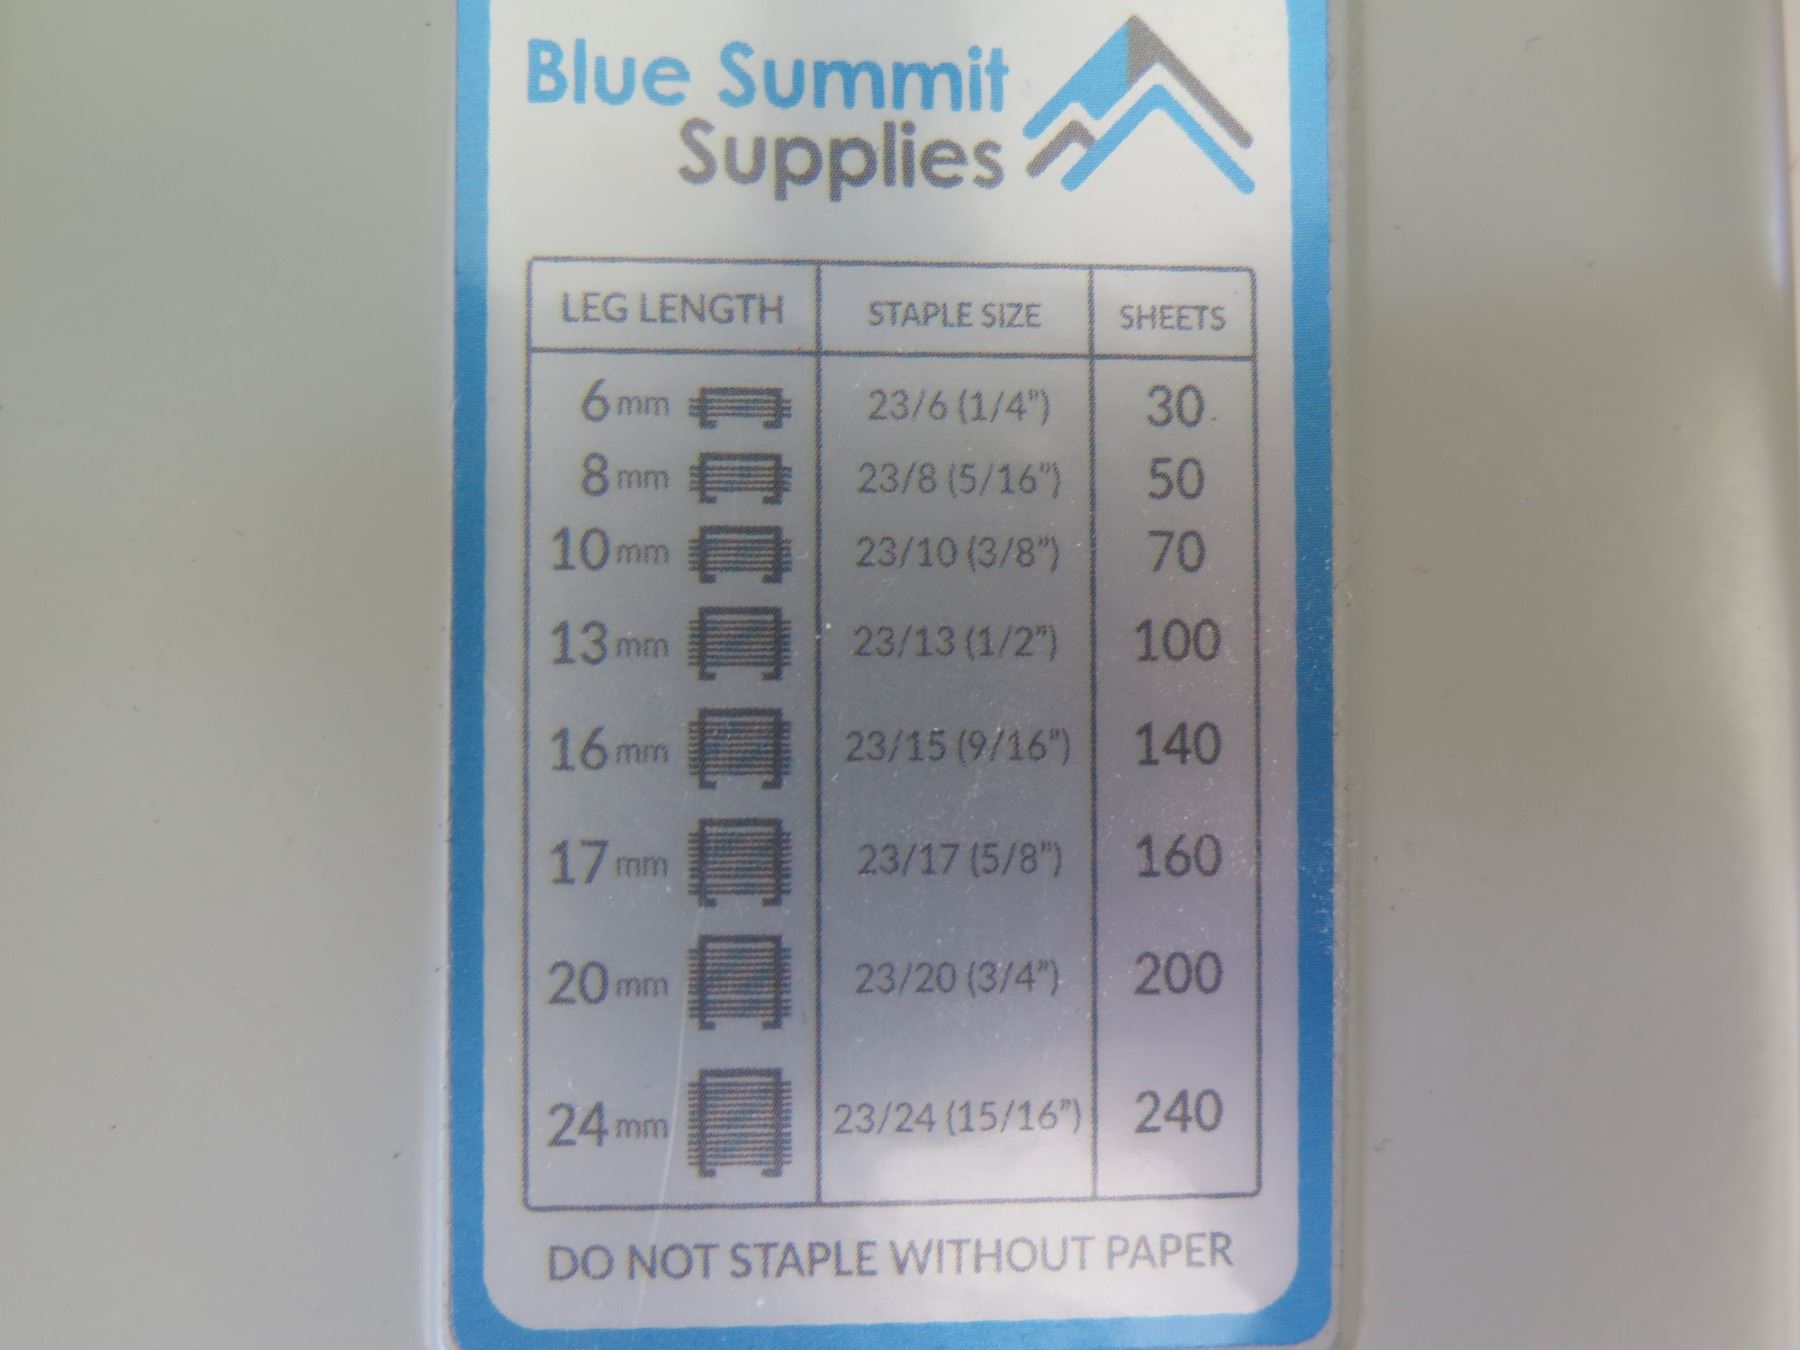 Blue Summit
Supplies
LEG LENGTH STAPLE SIZE SHEETS
6mm 23/6 (1/4") 30
8mm 23/8 (5/16") 50
10mm 23/10 (3/8") 70
13mm 23/13 (1/2") 100
16mm 23/15 (9/16") 140
17mm 23/17 (5/8") 160
20mm 23/20 (3/4") 200
24mm 23/24 (15/16") 240
DO NOT STAPLE WITHOUT PAPER